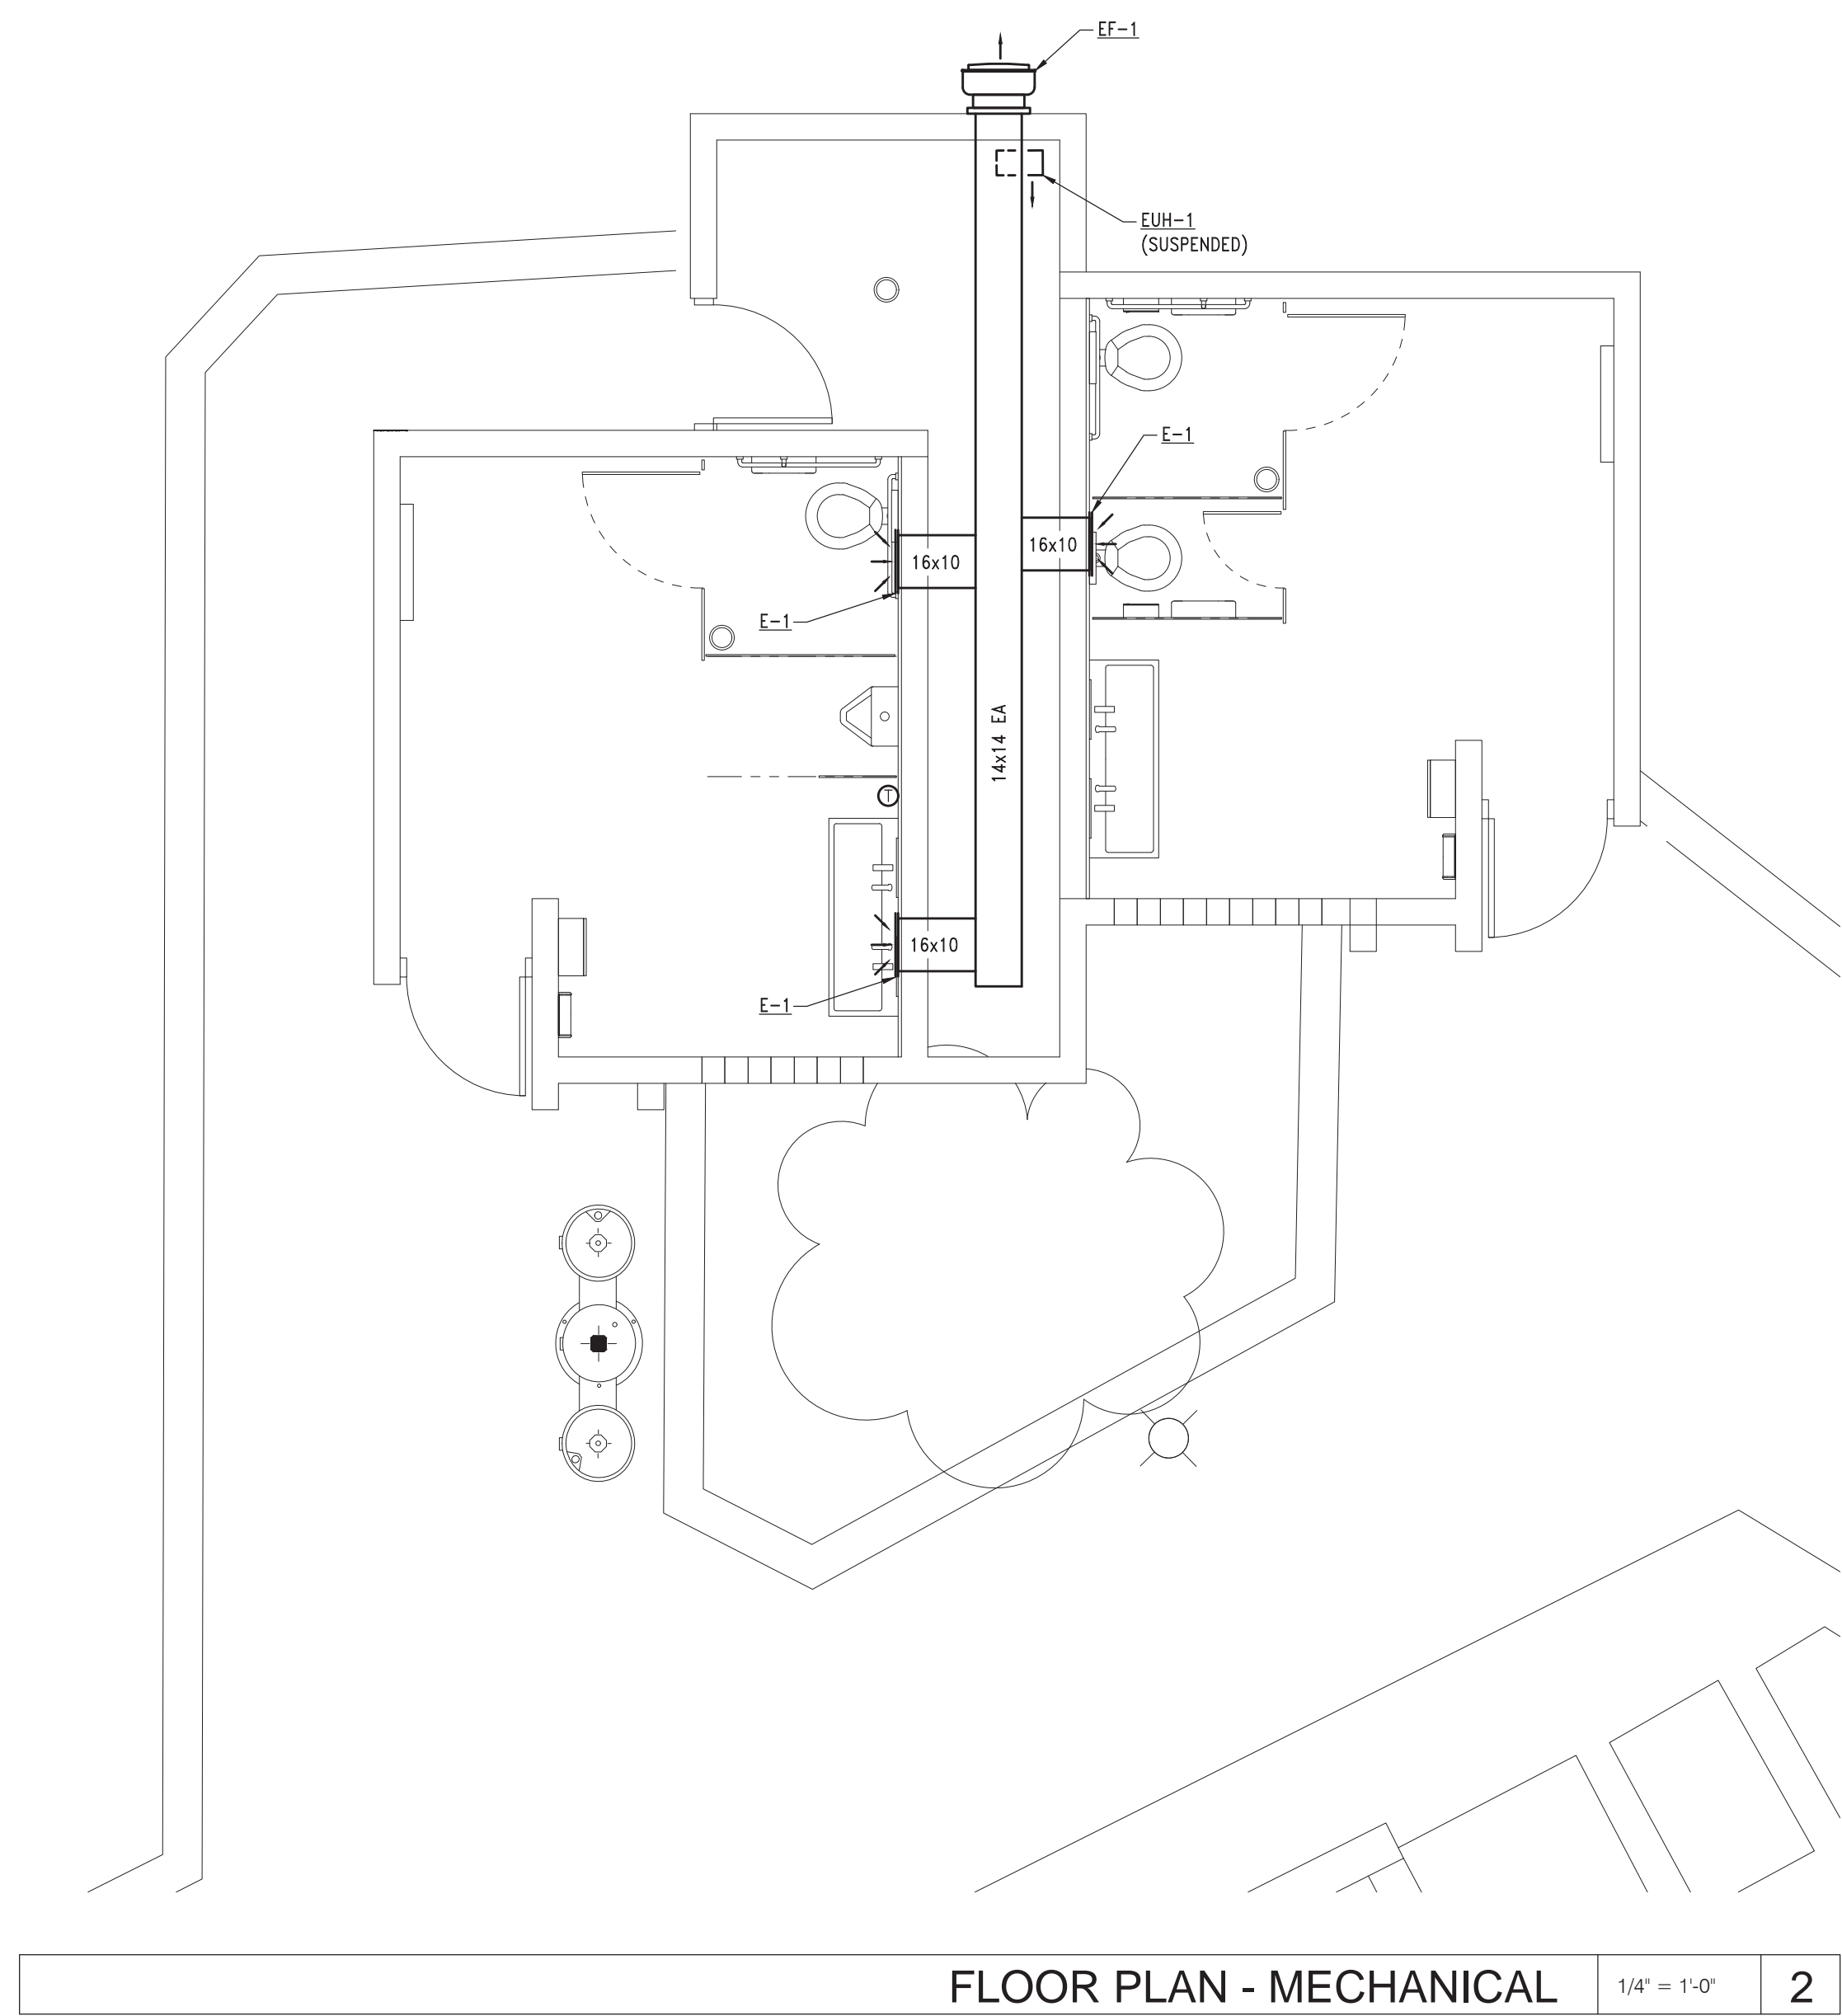 EF-1
EUH-1
(SUSPENDED)
E-1
16x10
16x10
E-1
14x14 EA
T
16x10
E-1
FLOOR PLAN - MECHANICAL
1/4" = 1'-0"
2